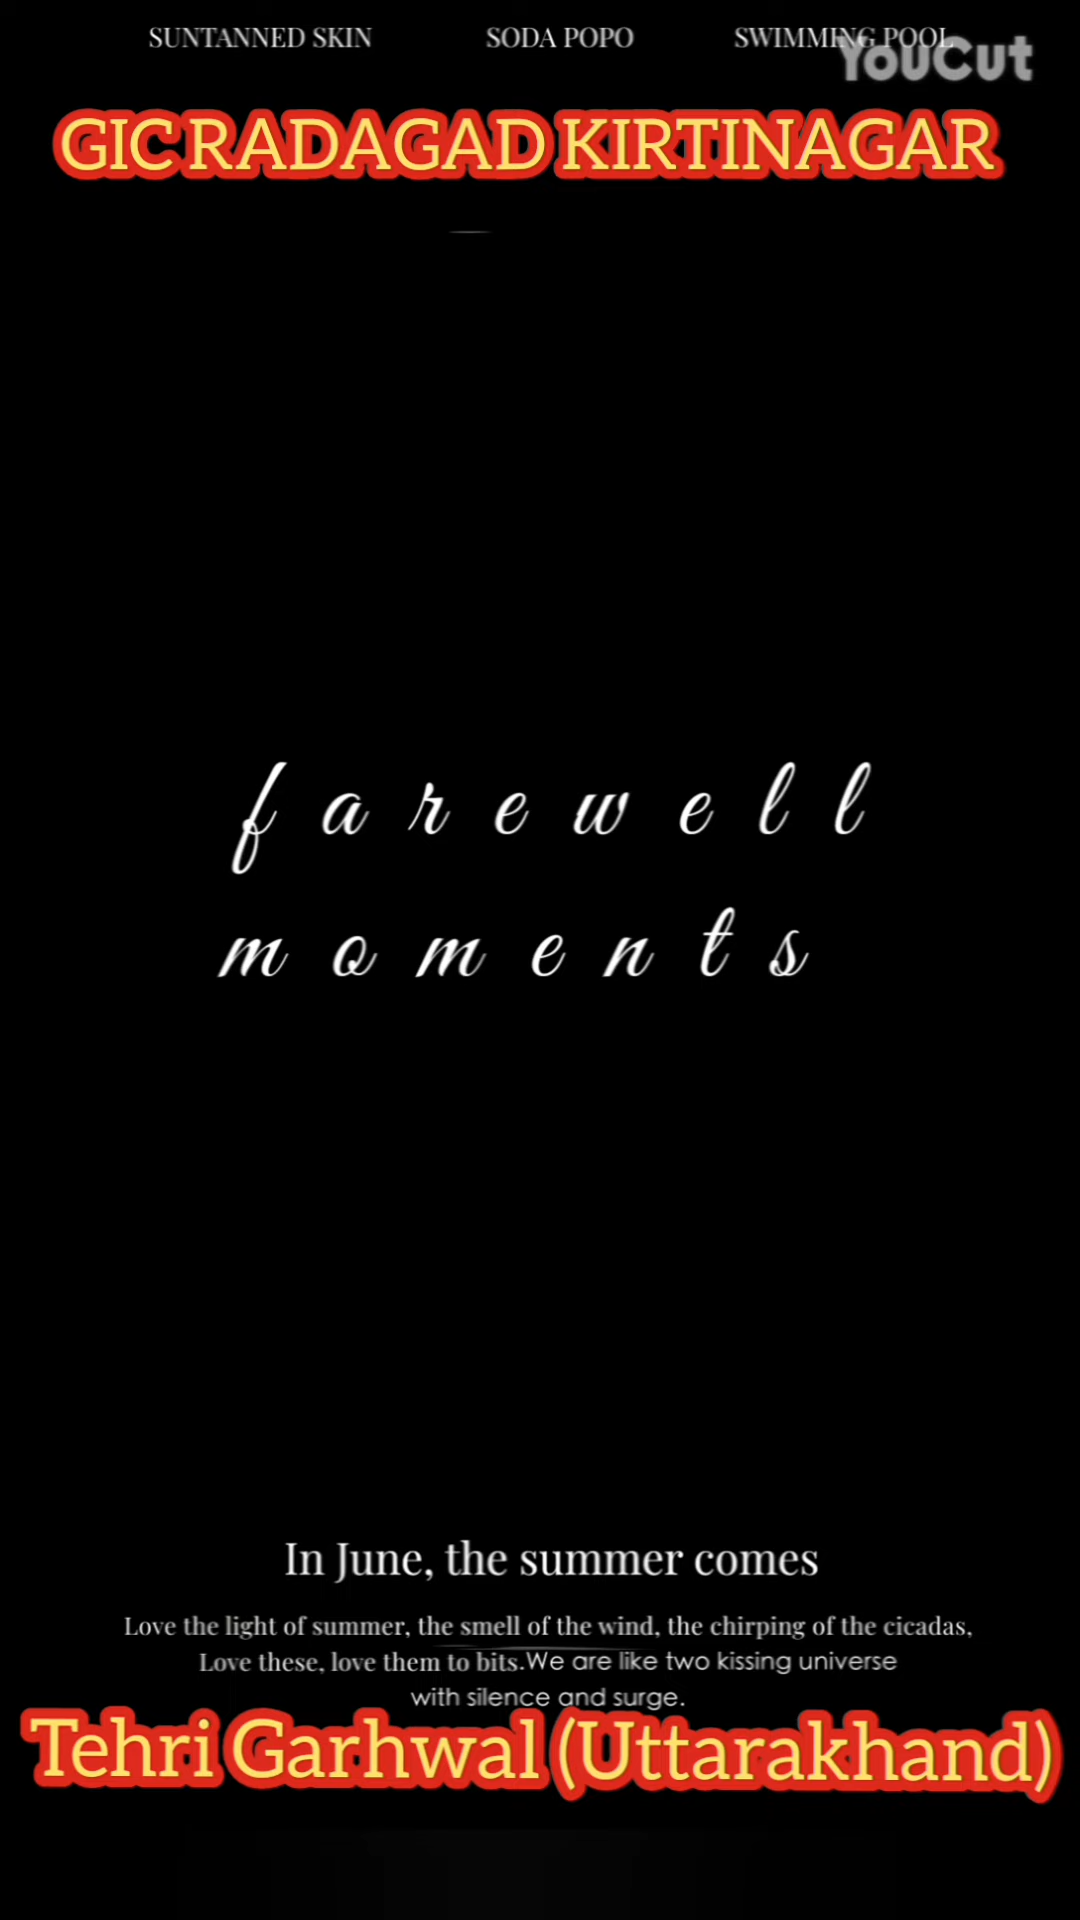 SUNTANNED SKIN SODA POPO SWIMMING POOL
YouCut
GIC RADAGAD KIRTINAGAR
farewell
moments
In June, the summer comes
Love the light of summer, the smell of the wind, the chirping of the cicadas,
Love these, love them to bits.We are like two kissing universe
with silence and surge.
Tehri Garhwal (Uttarakhand)